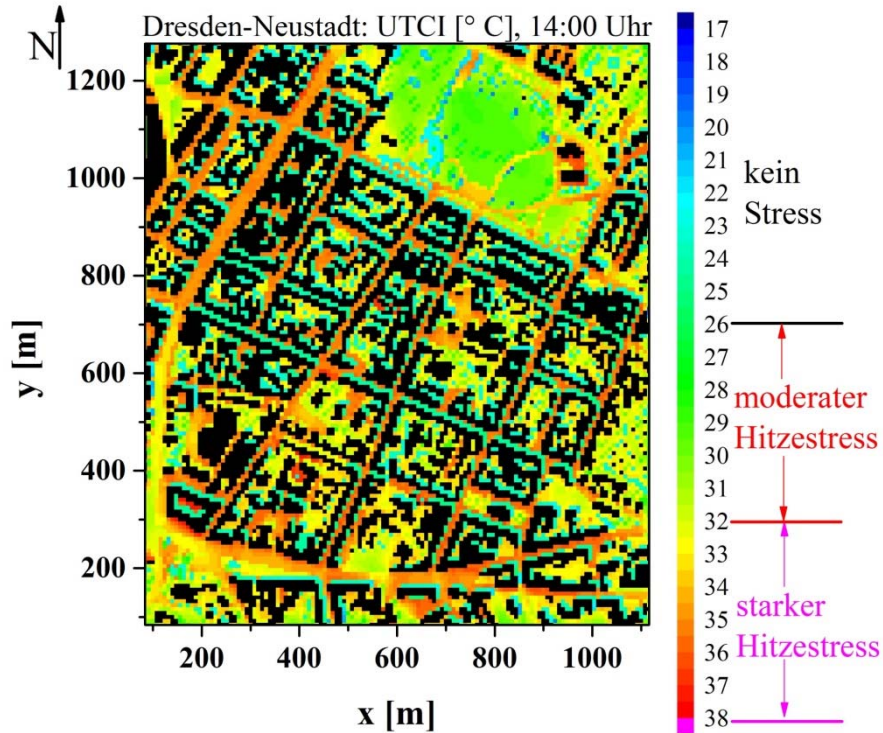 Dresden-Neustadt: UTCI [° C], 14:00 Uhr
N
1200
1000
800
600
400
200
y [m]
200 400 600 800 1000
x [m]
17
18
19
20
21
22
23
24
25
26
27
28
29
30
31
32
33
34
35
36
37
38
kein
Stress
moderater
Hitzestress
starker
Hitzestress